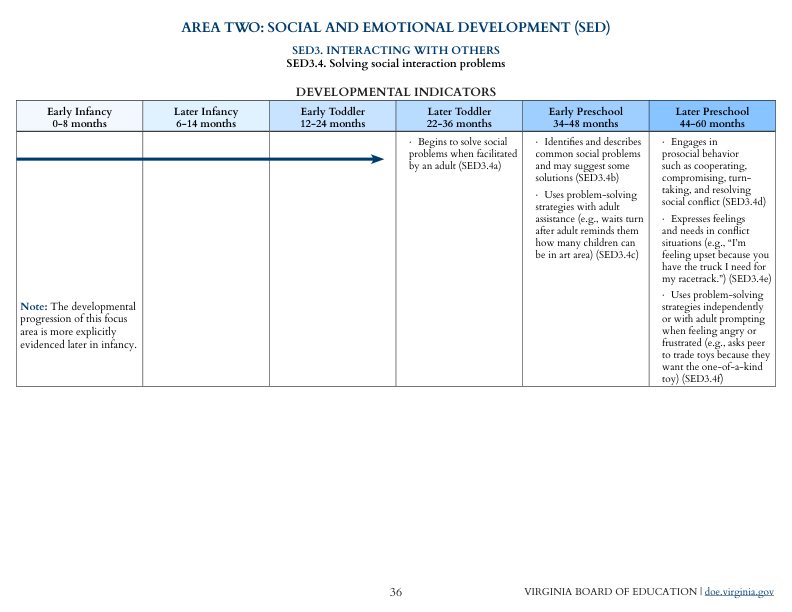 AREA TWO: SOCIAL AND EMOTIONAL DEVELOPMENT (SED)
SED3. INTERACTING WITH OTHERS
SED3.4. Solving social interaction problems
DEVELOPMENTAL INDICATORS
Early Infancy
0-8 months
Later Infancy
6-14 months
Early Toddler
12-24 months
Later Toddler
22-36 months
Early Preschool
34-48 months
Later Preschool
44-60 months
Note: The developmental
progression of this focus
area is more explicitly
evidenced later in infancy.
· Begins to solve social
problems when facilitated
by an adult (SED3.4a)
· Identifies and describes
common social problems
and may suggest some
solutions (SED3.4b)
· Uses problem-solving
strategies with adult
assistance (e.g., waits turn
after adult reminds them
how many children can
be in art area) (SED3.4c)
· Engages in
prosocial behavior
such as cooperating,
compromising, turn-
taking, and resolving
social conflict (SED3.4d)
· Expresses feelings
and needs in conflict
situations (e.g., “I’m
feeling upset because you
have the truck I need for
my racetrack.”) (SED3.4e)
· Uses problem-solving
strategies independently
or with adult prompting
when feeling angry or
frustrated (e.g., asks peer
to trade toys because they
want the one-of-a-kind
toy) (SED3.4f)
36
VIRGINIA BOARD OF EDUCATION | doe.virginia.gov